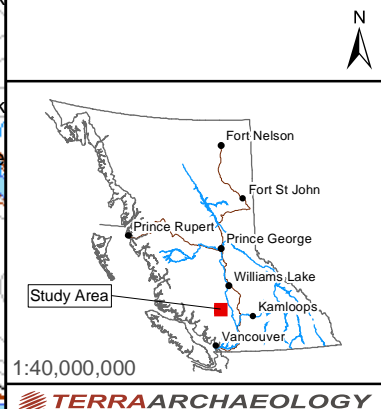 N
Fort Nelson
Fort St John
Prince Rupert
Prince George
Williams Lake
Study Area
Kamloops
Vancouver
1:40,000,000
TERRAARCHAEOLOGY